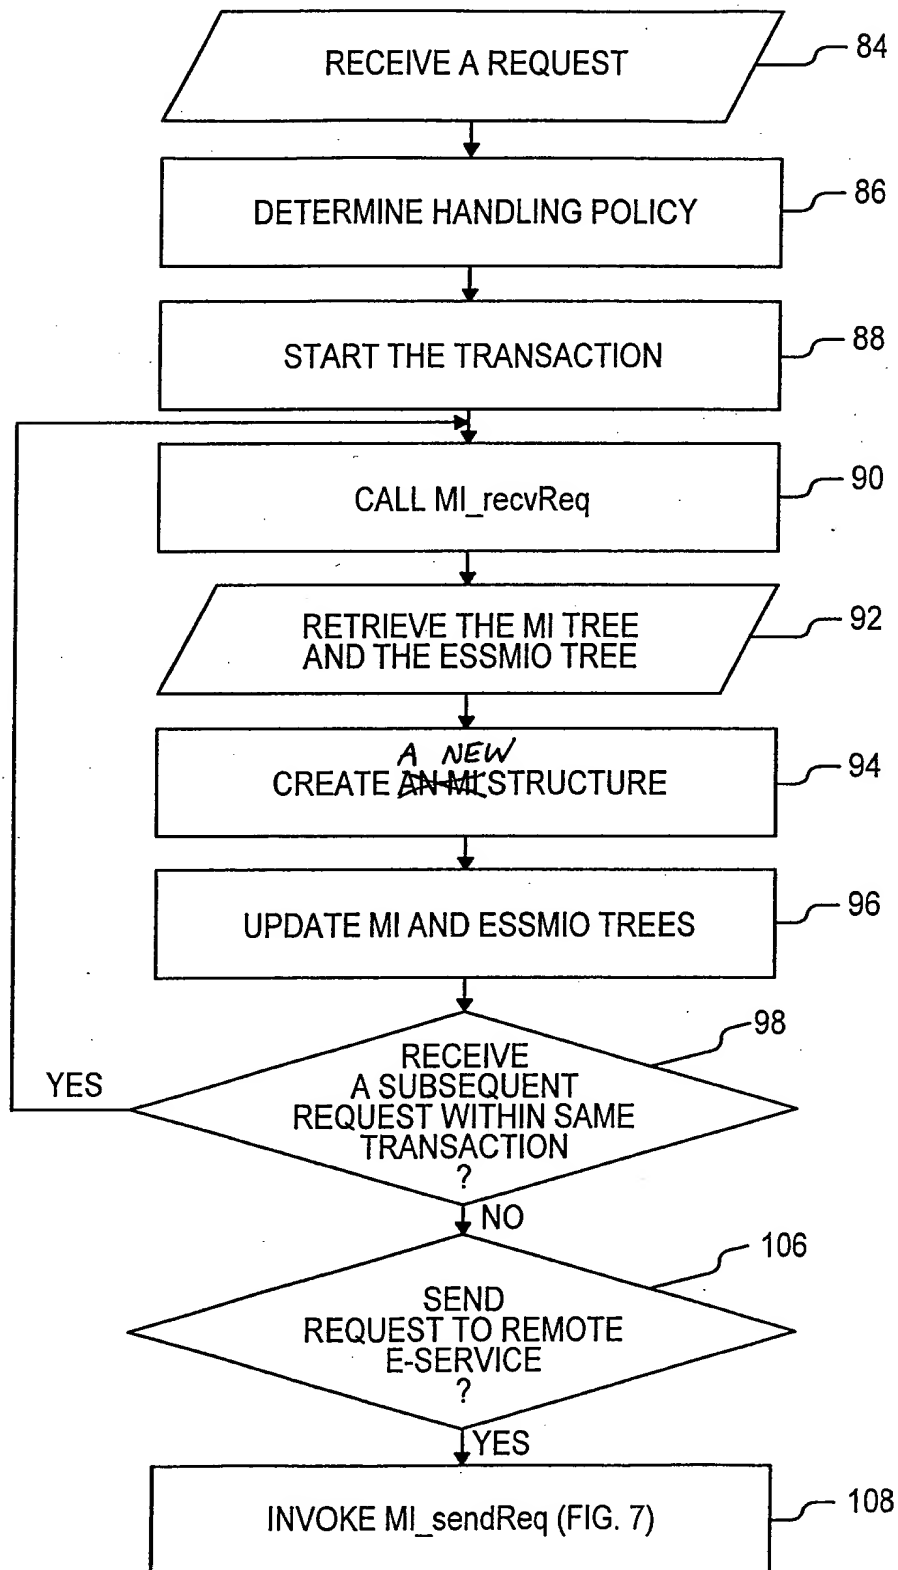 RECEIVE A REQUEST
84
DETERMINE HANDLING POLICY
86
START THE TRANSACTION
88
CALL MI_recvReq
90
RETRIEVE THE MI TREE
AND THE ESSMIO TREE
92
A NEW
CREATE AN MI STRUCTURE
94
UPDATE MI AND ESSMIO TREES
96
RECEIVE
A SUBSEQUENT
REQUEST WITHIN SAME
TRANSACTION
?
98
YES
NO
SEND
REQUEST TO REMOTE
E-SERVICE
?
106
YES
INVOKE MI_sendReq (FIG. 7)
108